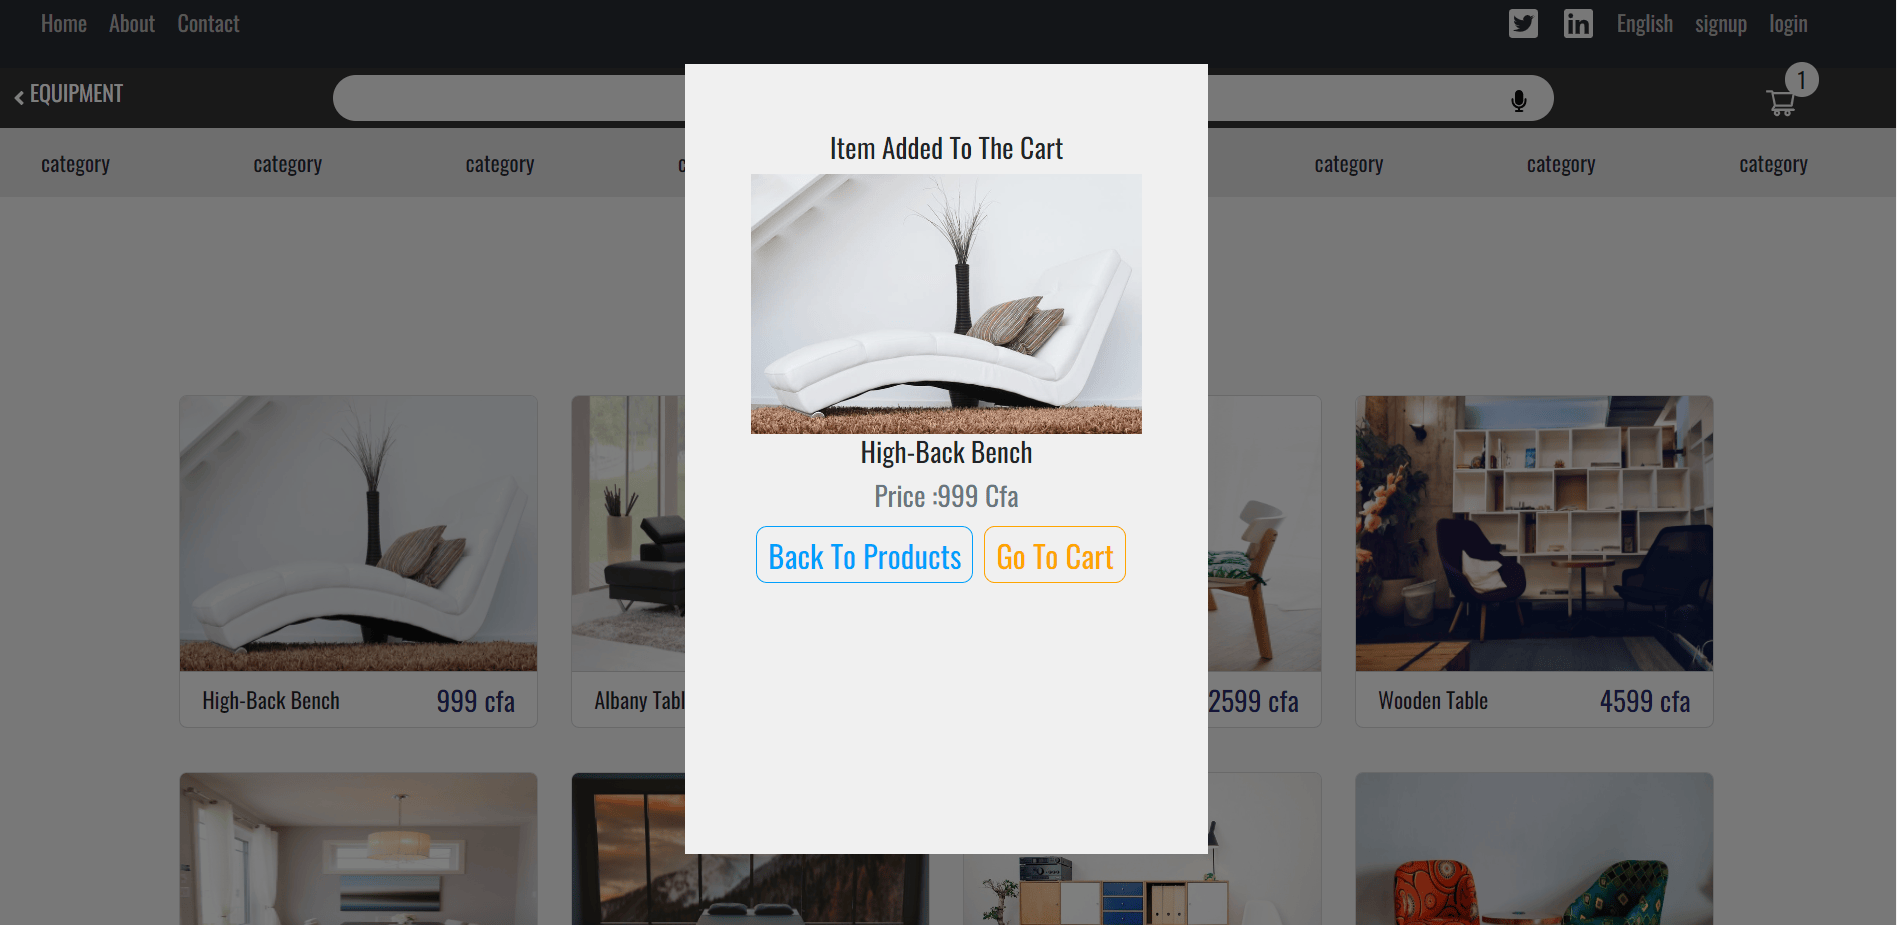 Home About Contact
English signup login
EQUIPMENT
1
category category category category category category
Item Added To The Cart
High-Back Bench
Price :999 Cfa
Back To Products Go To Cart
High-Back Bench 999 cfa
Albany
2599 cfa
Wooden Table 4599 cfa